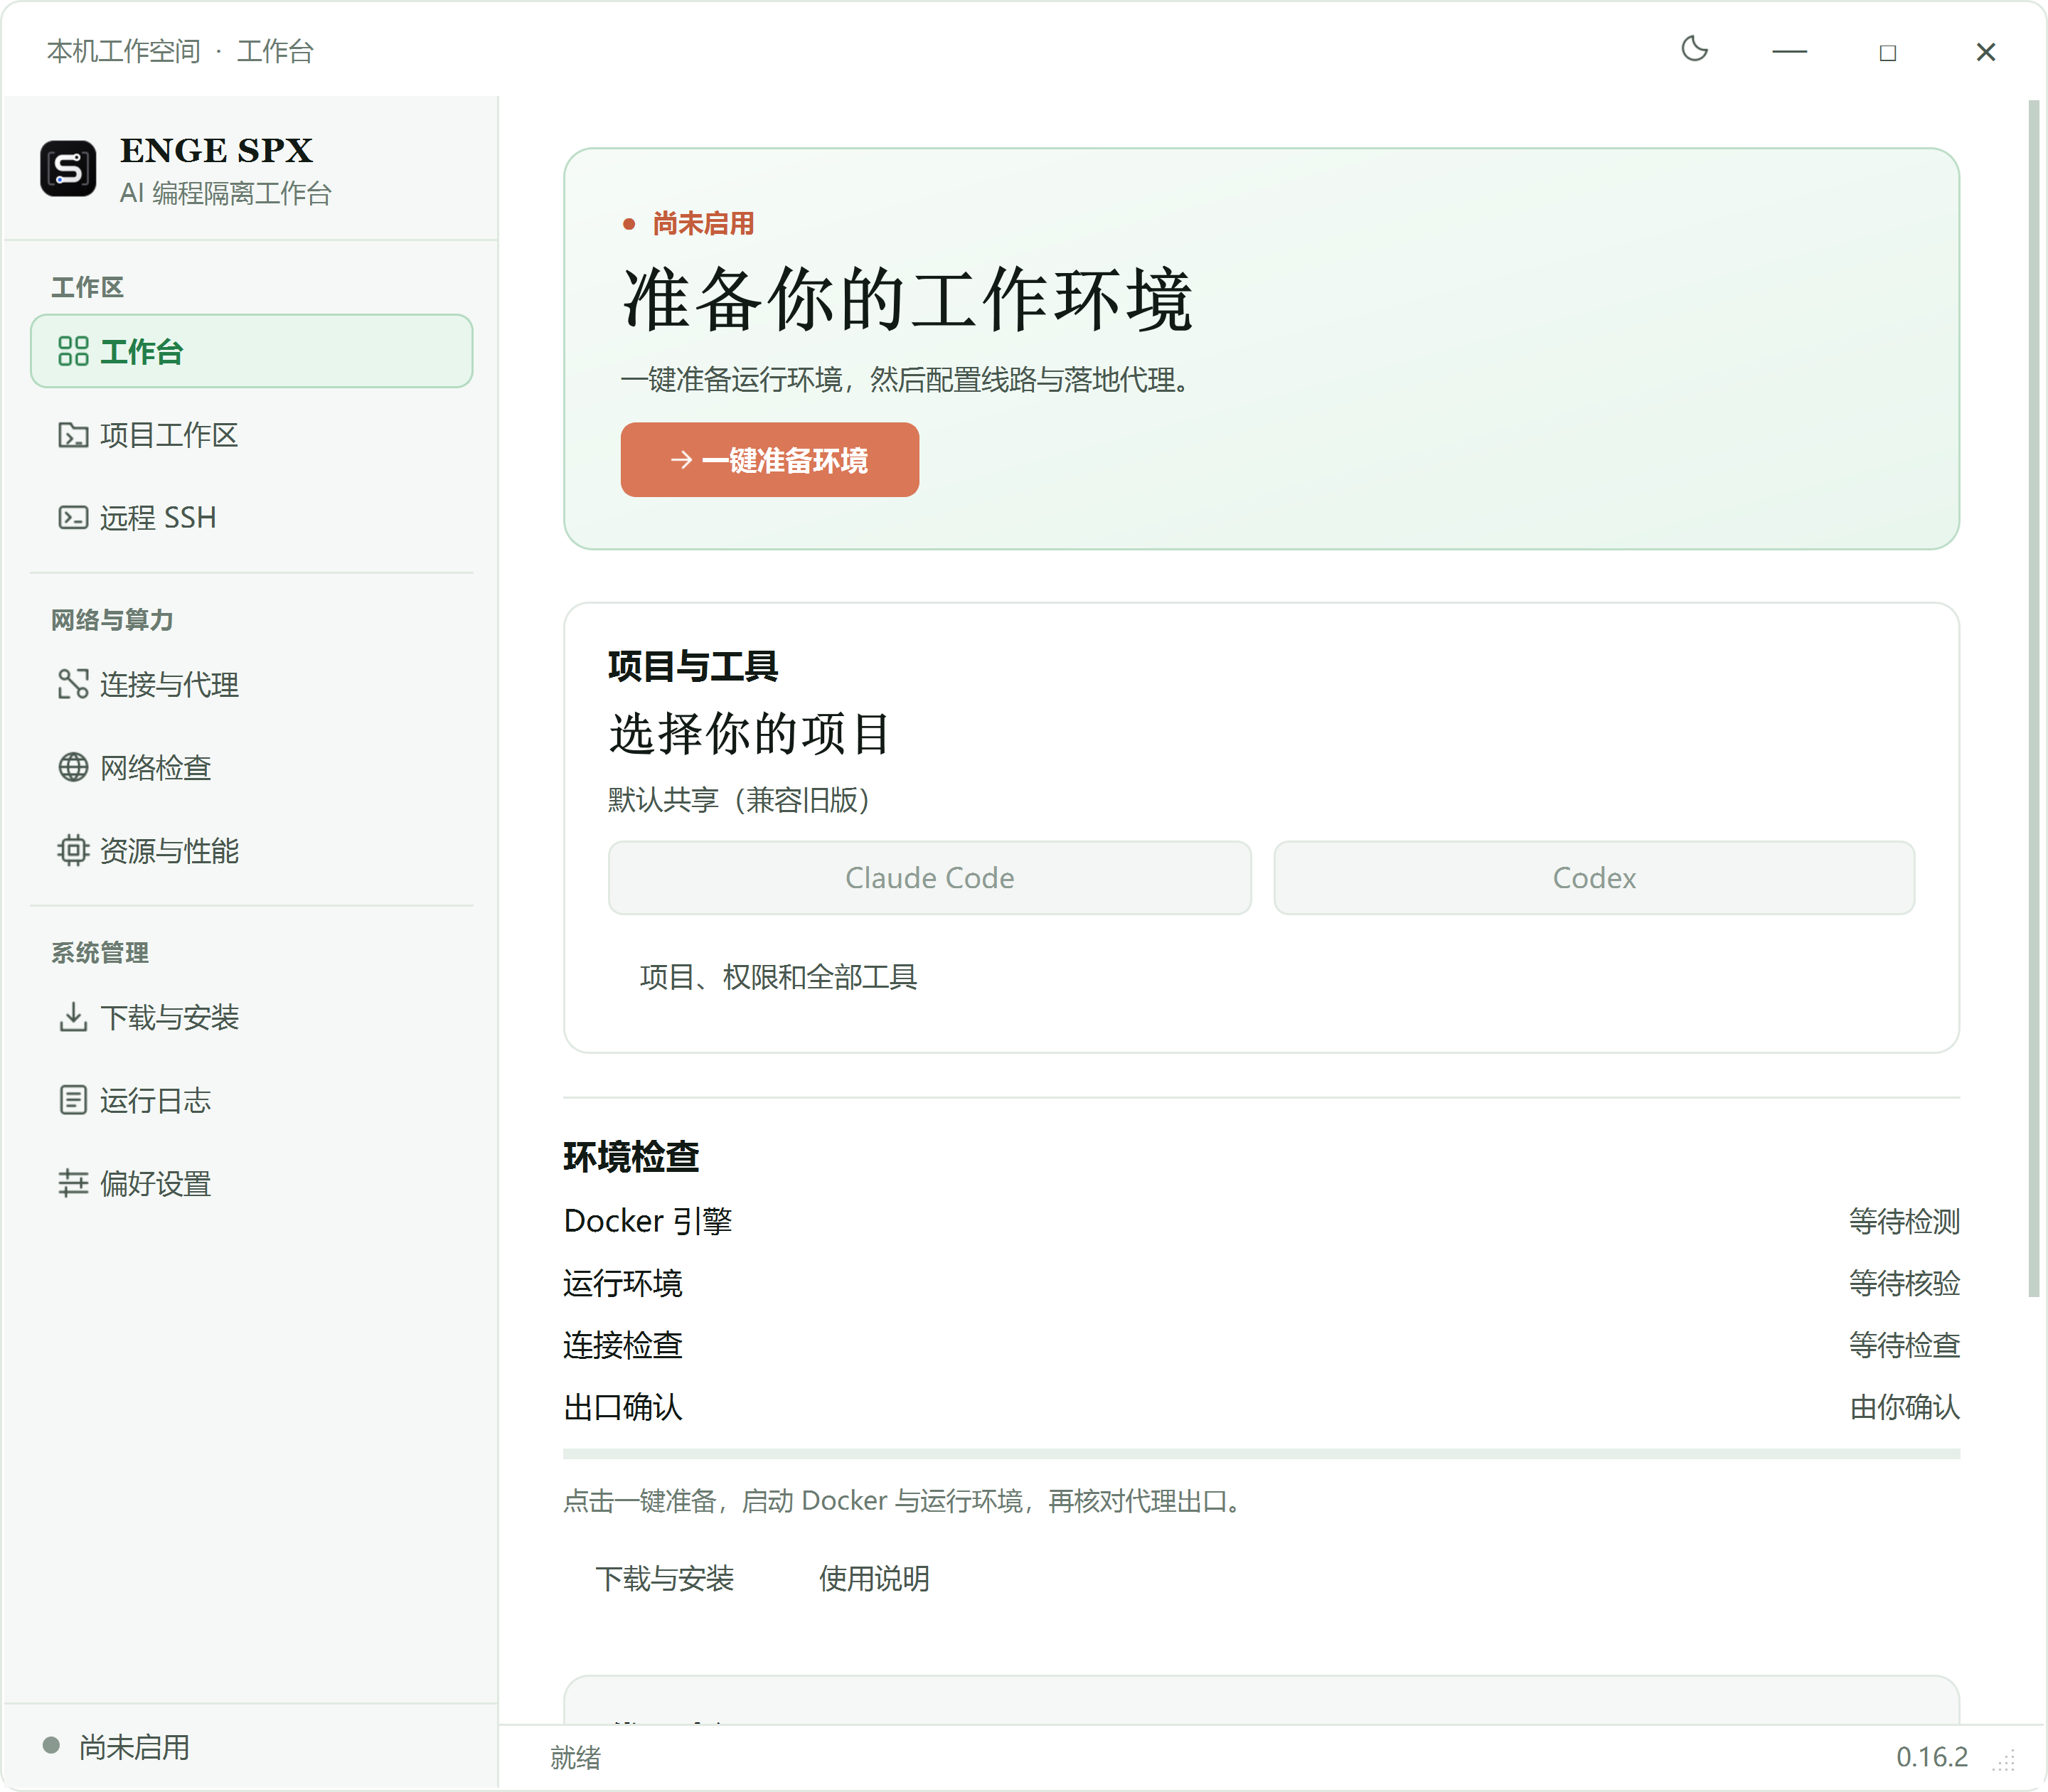 本机工作空间 · 工作台
ENGE SPX
AI 编程隔离工作台
工作区
工作台
项目工作区
远程 SSH
网络与算力
连接与代理
网络检查
资源与性能
系统管理
下载与安装
运行日志
偏好设置
尚未启用
尚未启用
准备你的工作环境
一键准备运行环境，然后配置线路与落地代理。
→ 一键准备环境
项目与工具
选择你的项目
默认共享（兼容旧版）
Claude Code
Codex
项目、权限和全部工具
环境检查
Docker 引擎 等待检测
运行环境 等待核验
连接检查 等待检查
出口确认 由你确认
点击一键准备，启动 Docker 与运行环境，再核对代理出口。
下载与安装 使用说明
就绪 0.16.2